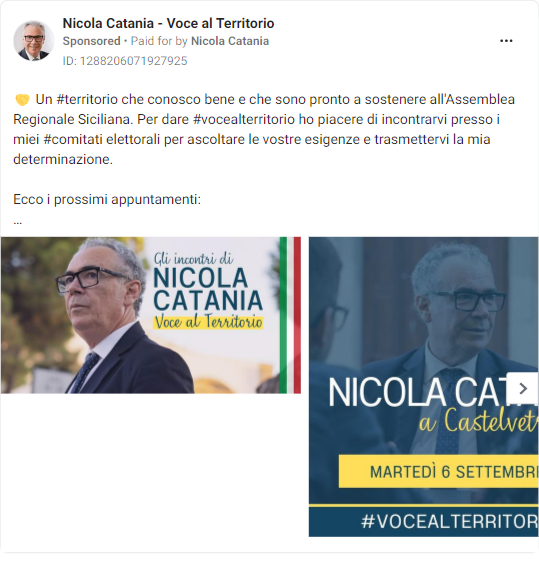 Nicola Catania - Voce al Territorio
Sponsored • Paid for by Nicola Catania
ID: 1288206071927925
Un #territorio che conosco bene e che sono pronto a sostenere all'Assemblea
Regionale Siciliana. Per dare #vocealterritorio ho piacere di incontrarvi presso i
miei #comitati elettorali per ascoltare le vostre esigenze e trasmettervi la mia
determinazione.
Ecco i prossimi appuntamenti:
...
Gli incontri di
NICOLA
CATANIA
Voce al Territorio
NICOLA CAT
a Castelvet
MARTEDÌ 6 SETTEMBRE
#VOCEALTERRITOR